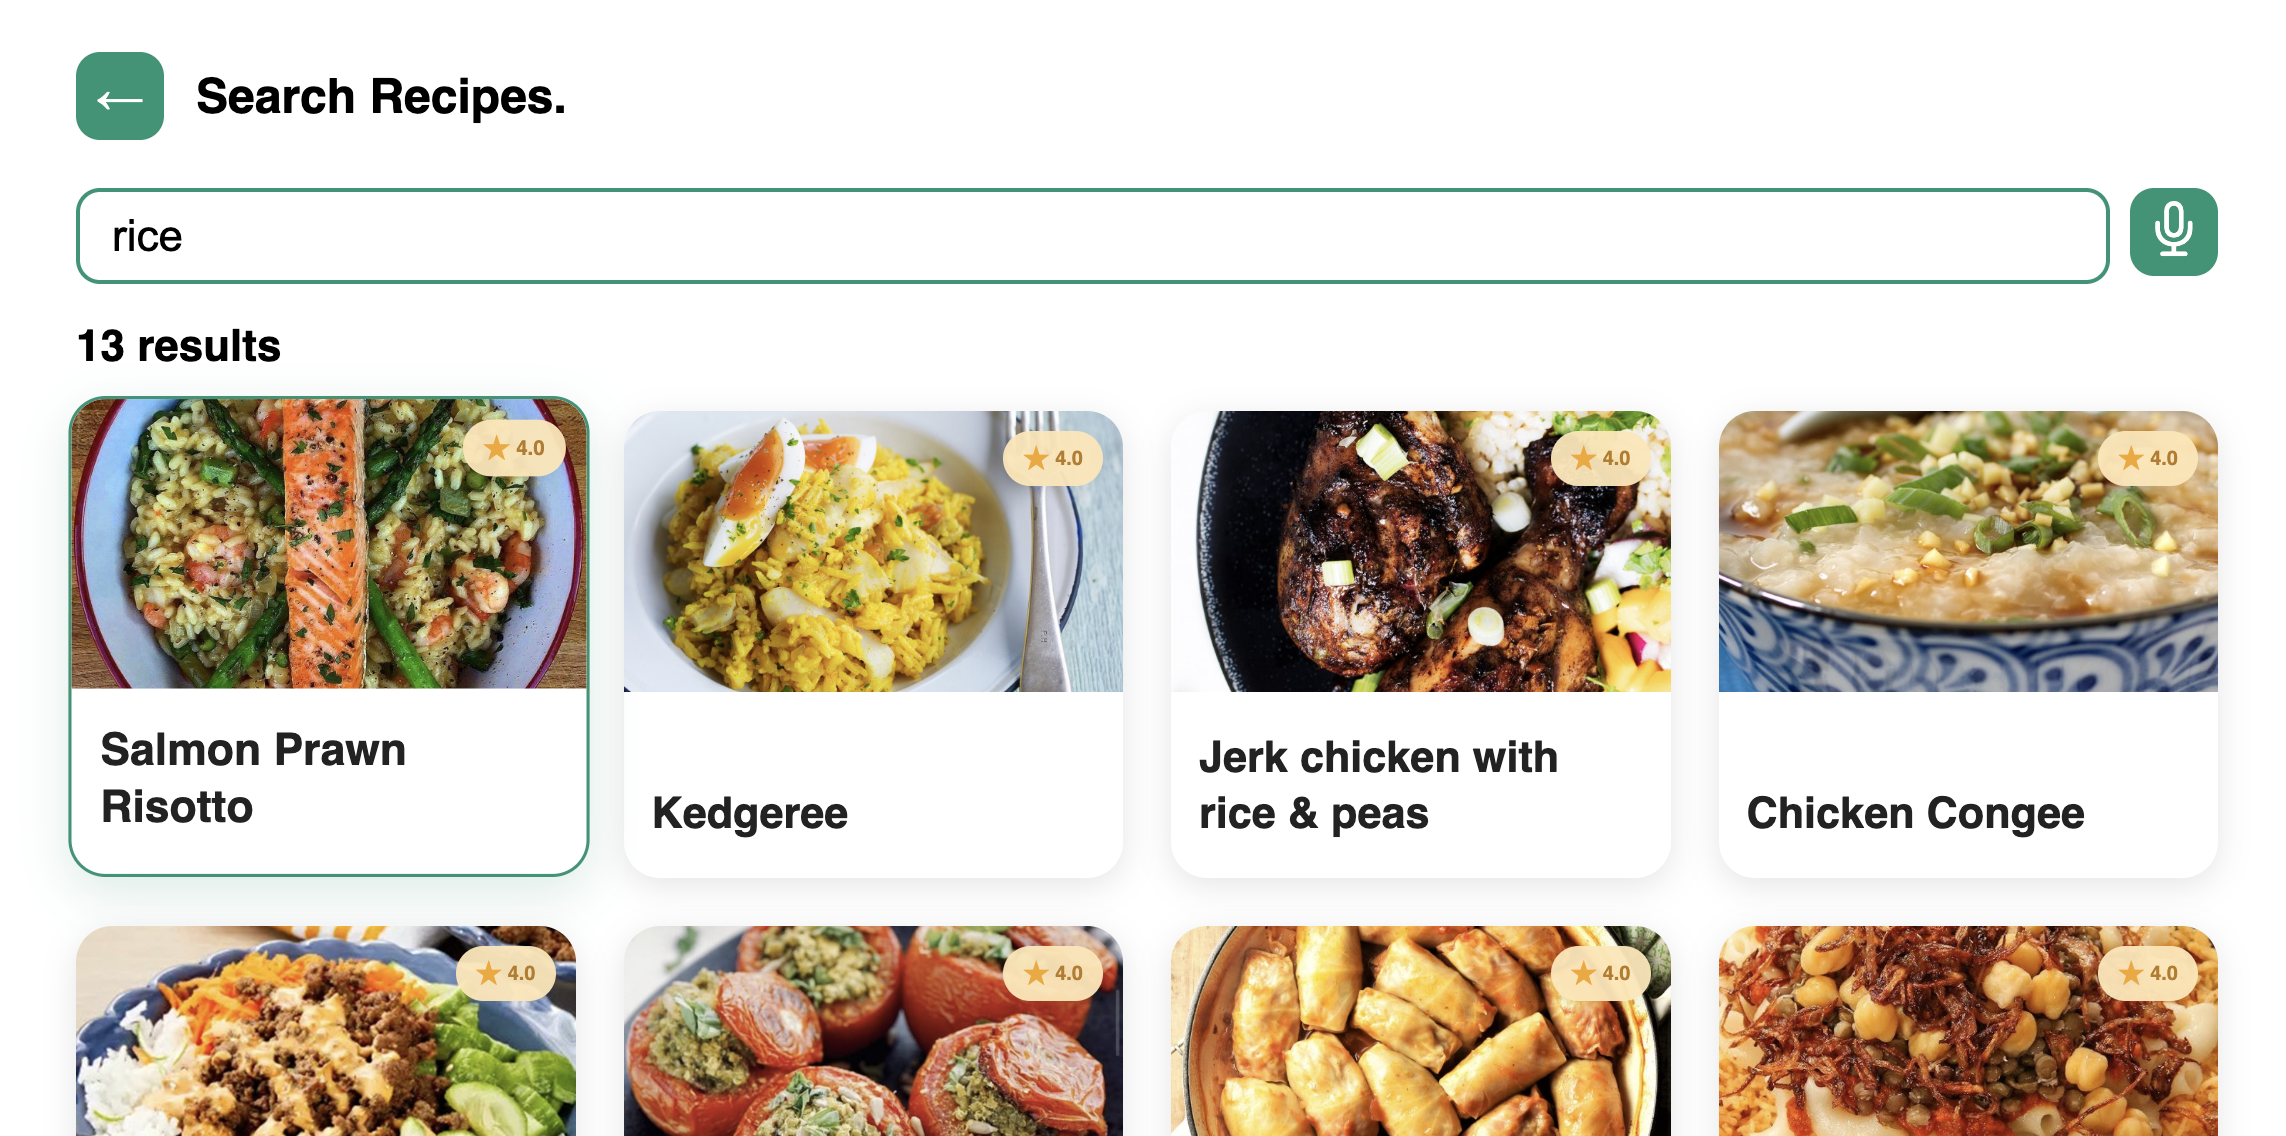 Search Recipes.
rice
13 results
4.0
4.0
4.0
4.0
Salmon Prawn
Risotto
Kedgeree
Jerk chicken with
rice & peas
Chicken Congee
4.0
4.0
4.0
4.0